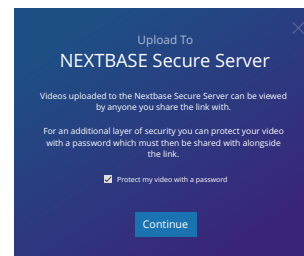 Upload To
NEXTBASE Secure Server
Videos uploaded to the Nextbase Secure Server can be viewed
by anyone you share the link with.
For an additional layer of security you can protect your video
with a password which must then be shared with alongside
the link.
Protect my video with a password
Continue